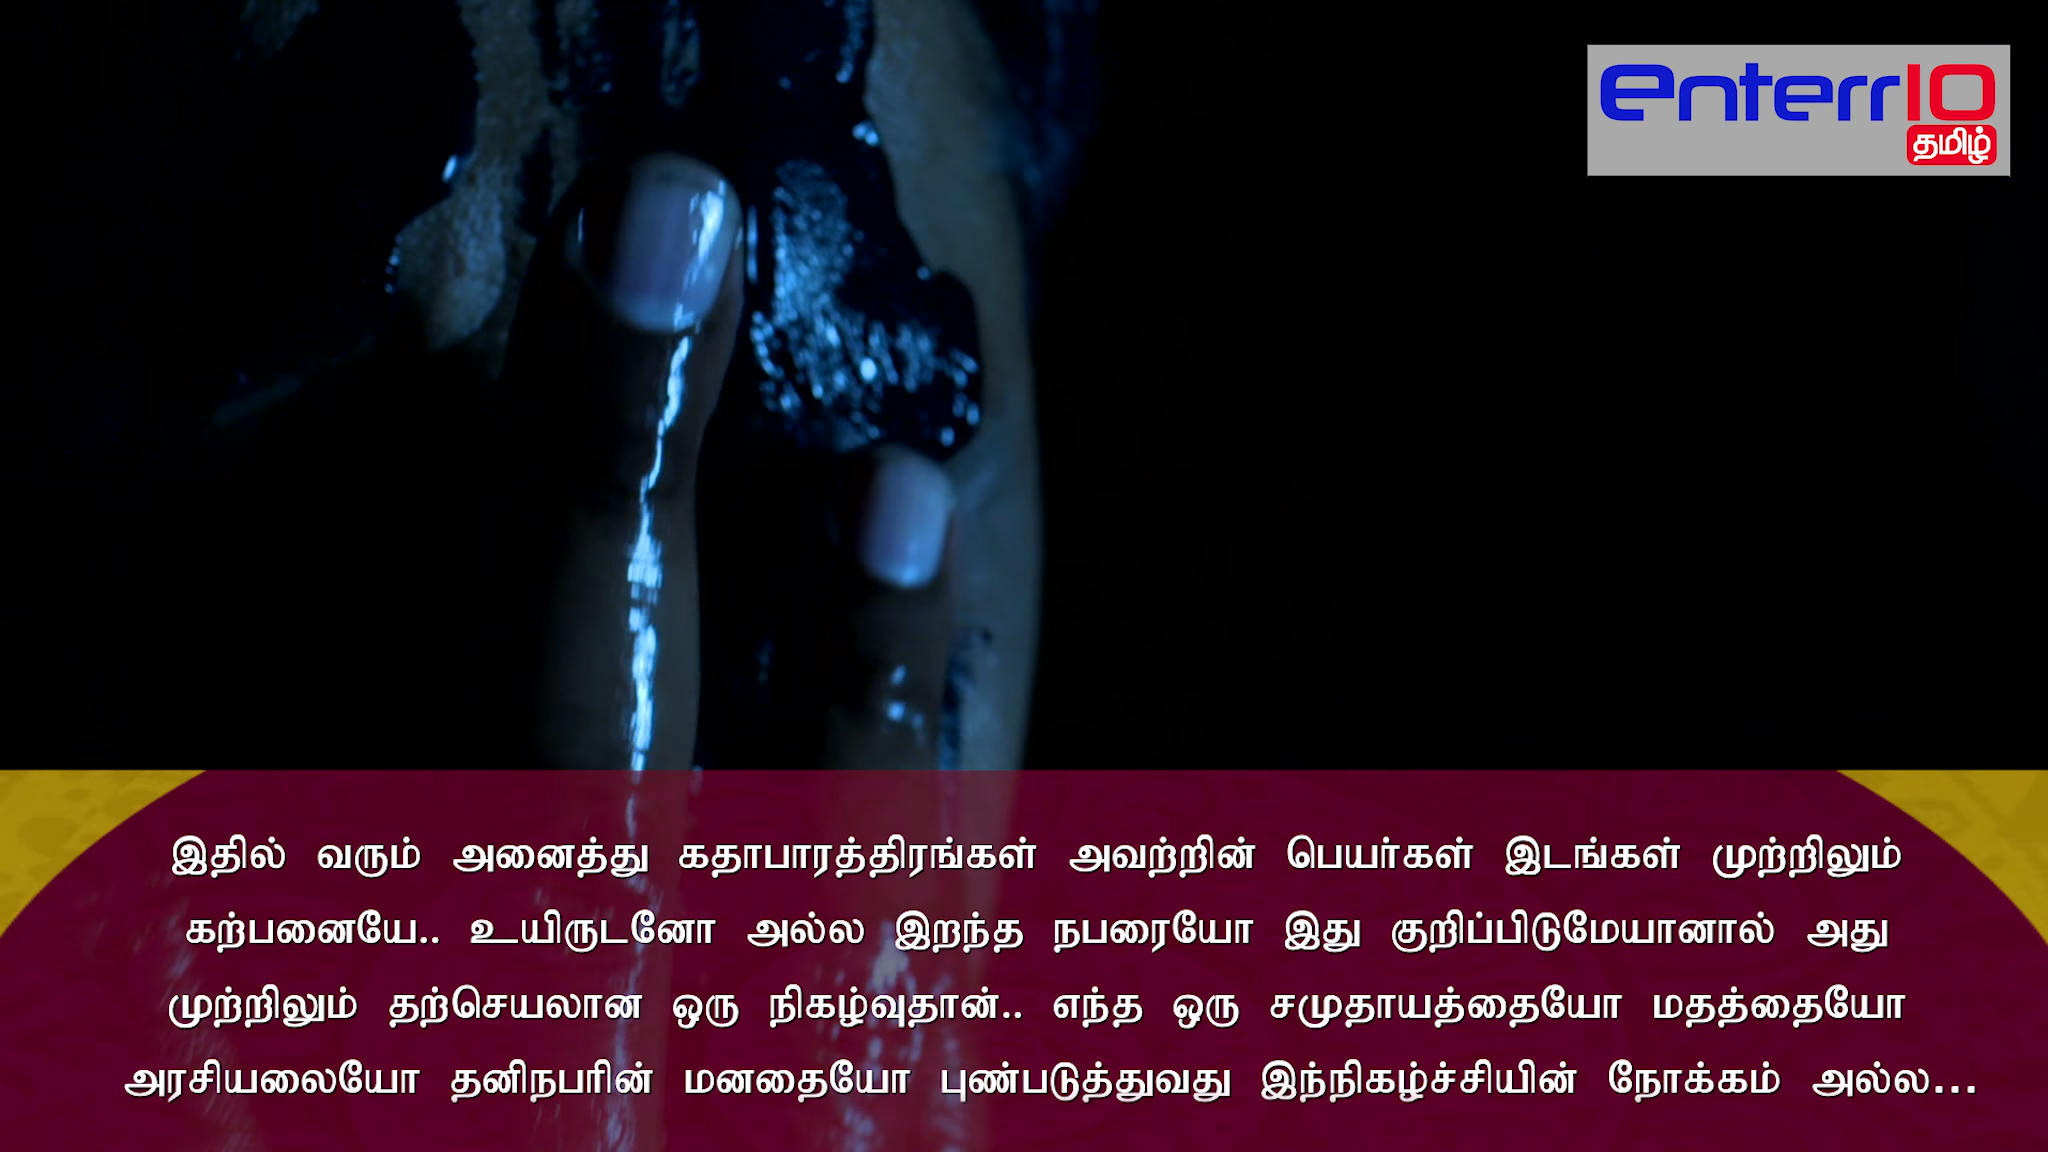 enterr10
தமிழ்
இதில் வரும் அனைத்து கதாபாரத்திரங்கள் அவற்றின் பெயர்கள் இடங்கள் முற்றிலும்
கற்பனையே.. உயிருடனோ அல்ல இறந்த நபரையோ இது குறிப்பிடுமேயானால் அது
முற்றிலும் தற்செயலான ஒரு நிகழ்வுதான்.. எந்த ஒரு சமுதாயத்தையோ மதத்தையோ
அரசியலையோ தனிநபரின் மனதையோ புண்படுத்துவது இந்நிகழ்ச்சியின் நோக்கம் அல்ல...